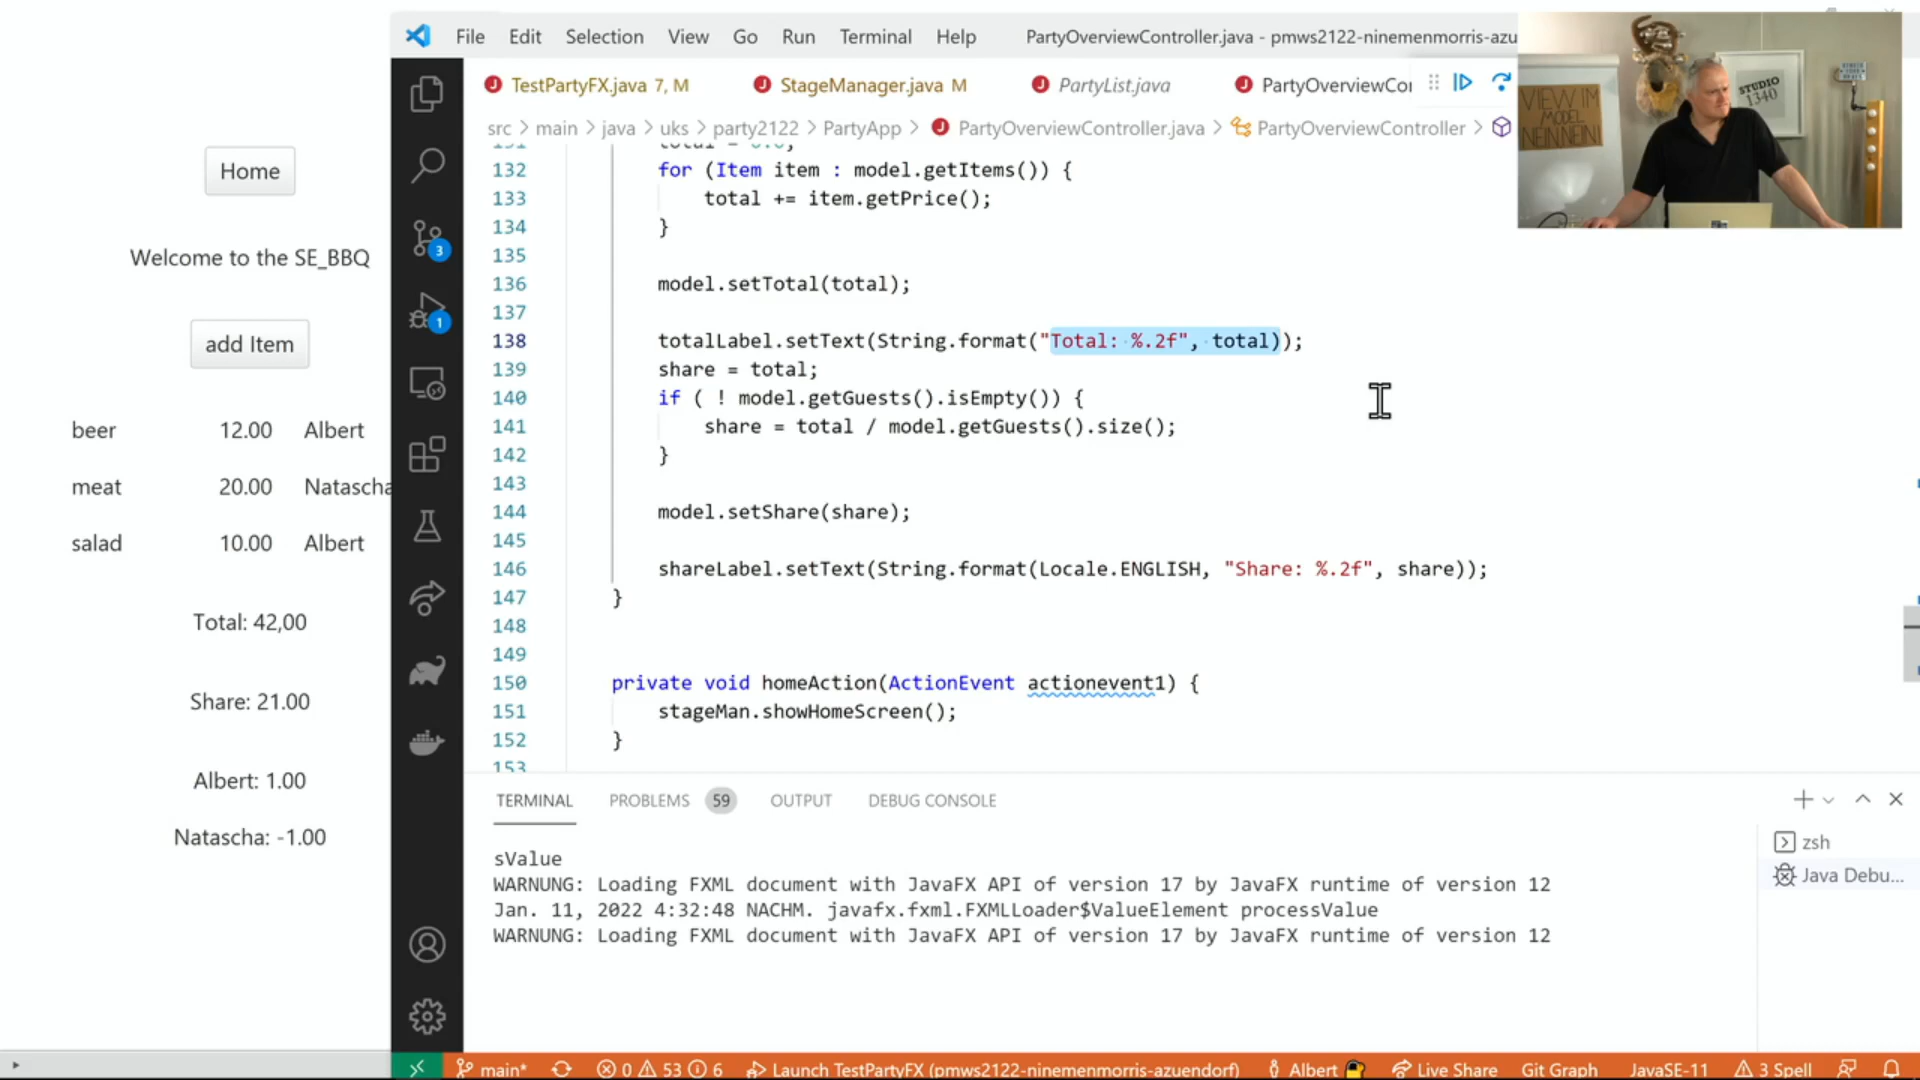 File Edit Selection View Go Run Terminal Help PartyOverviewController.java - pmws2122-ninemenmorris-azu
TestPartyFX.java 7, M StageManager.java M PartyList.java PartyOverviewCo
src > main > java > uks > party2122 > PartyApp > PartyOverviewController.java > PartyOverviewController >
VIEW IM
MODEL
NEIN NEIN!
STUDIO
1340
Home
Welcome to the SE_BBQ
add Item
beer 12.00 Albert
meat 20.00 Natascha
salad 10.00 Albert
Total: 42,00
Share: 21.00
Albert: 1.00
Natascha: -1.00
132 for (Item item : model.getItems()) {
133 total += item.getPrice();
134 }
135
136 model.setTotal(total);
137
138 totalLabel.setText(String.format("Total: %.2f", total));
139 share = total;
140 if ( ! model.getGuests().isEmpty()) {
141 share = total / model.getGuests().size();
142 }
143
144 model.setShare(share);
145
146 shareLabel.setText(String.format(Locale.ENGLISH, "Share: %.2f", share));
147 }
148
149
150 private void homeAction(ActionEvent actionevent1) {
151 stageMan.showHomeScreen();
152 }
153
3
1
TERMINAL PROBLEMS 59 OUTPUT DEBUG CONSOLE
sValue
WARNUNG: Loading FXML document with JavaFX API of version 17 by JavaFX runtime of version 12
Jan. 11, 2022 4:32:48 NACHM. javafx.fxml.FXMLLoader$ValueElement processValue
WARNUNG: Loading FXML document with JavaFX API of version 17 by JavaFX runtime of version 12
zsh
Java Debu...
main* 0 53 6 Launch TestPartyFX (pmws2122-ninemenmorris-azuendorf) Albert Live Share Git Graph JavaSE-11 3 Spell